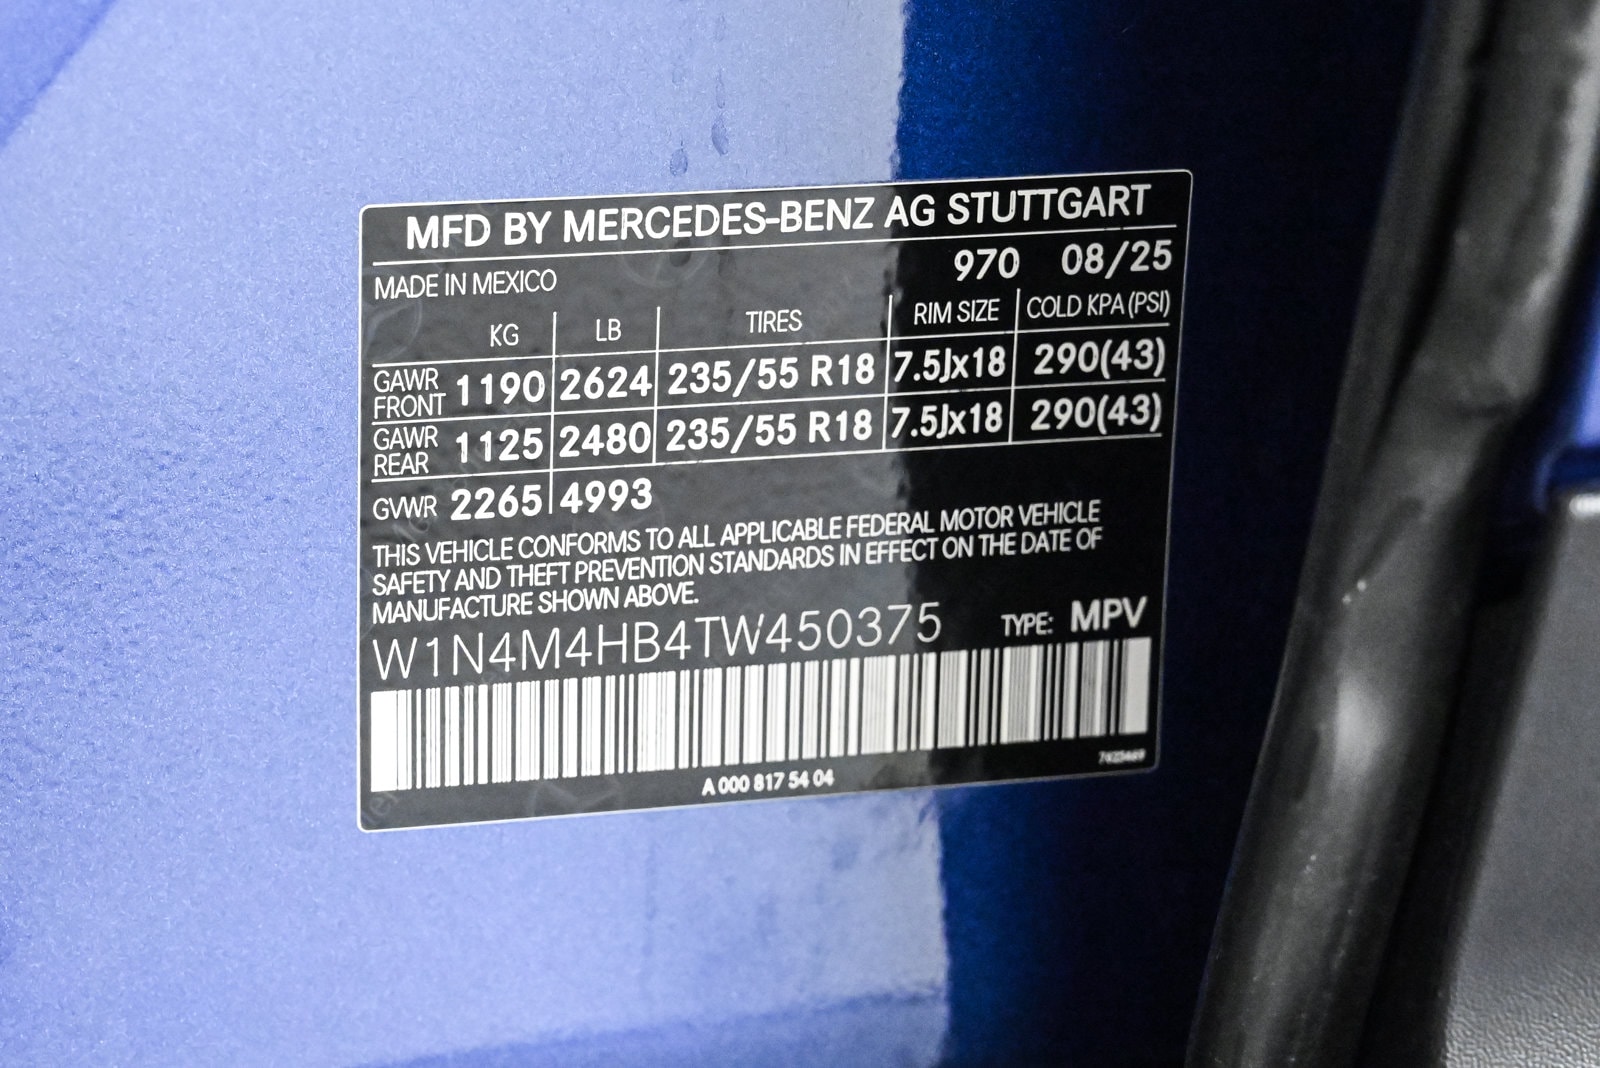 MFD BY MERCEDES-BENZ AG STUTTGART
MADE IN MEXICO 970 08/25
KG LB TIRES RIM SIZE COLD KPA (PSI)
GAWR FRONT 1190 2624 235/55 R18 7.5Jx18 290(43)
GAWR REAR 1125 2480 235/55 R18 7.5Jx18 290(43)
GVWR 2265 4993
THIS VEHICLE CONFORMS TO ALL APPLICABLE FEDERAL MOTOR VEHICLE
SAFETY AND THEFT PREVENTION STANDARDS IN EFFECT ON THE DATE OF
MANUFACTURE SHOWN ABOVE.
W1N4M4HB4TW450375 TYPE: MPV
A 000 817 54 04